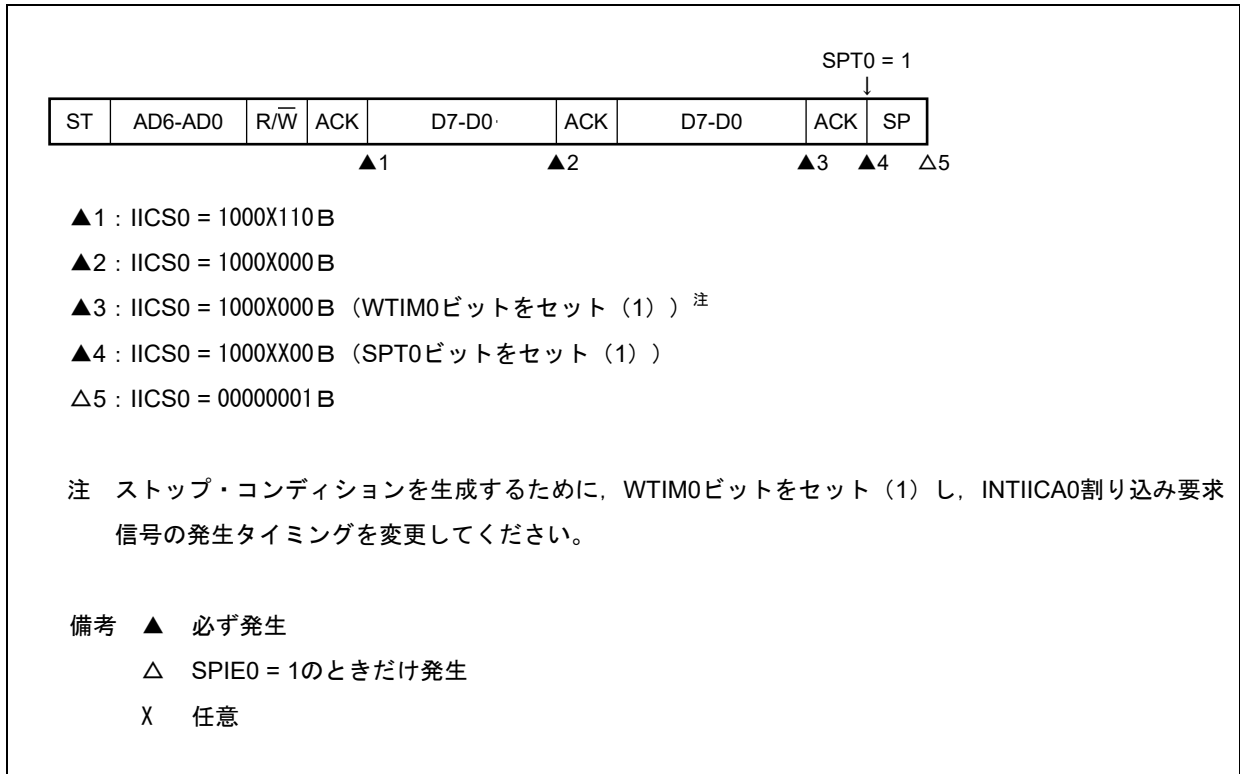 SPT0 = 1
↓
ST AD6-AD0 R/W̅ ACK D7-D0 ACK D7-D0 ACK SP
▲1 ▲2 ▲3 ▲4 △5
▲1：IICS0 = 1000X110B
▲2：IICS0 = 1000X000B
▲3：IICS0 = 1000X000B（WTIM0ビットをセット（1））注
▲4：IICS0 = 1000XX00B（SPT0ビットをセット（1））
△5：IICS0 = 00000001B
注 ストップ・コンディションを生成するために，WTIM0ビットをセット（1）し，INTIICA0割り込み要求
信号の発生タイミングを変更してください。
備考 ▲ 必ず発生
△ SPIE0 = 1のときだけ発生
X 任意